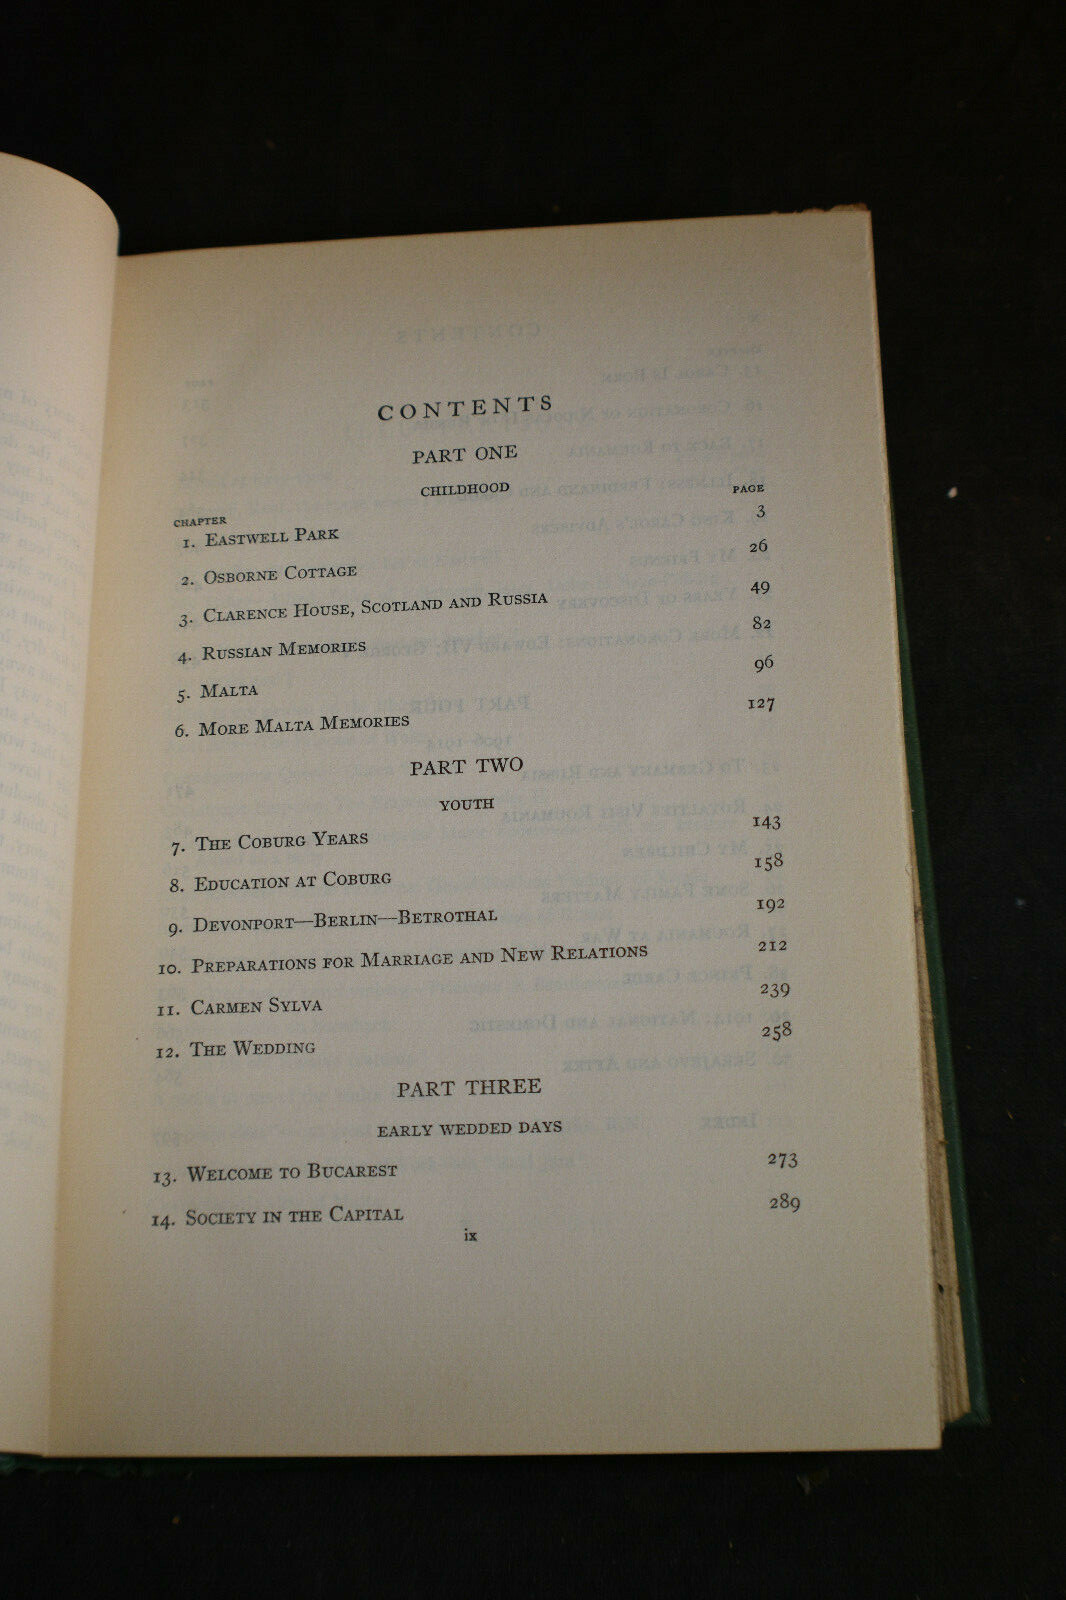 CONTENTS
PART ONE
CHILDHOOD
CHAPTER PAGE
1. Eastwell Park 3
2. Osborne Cottage 26
3. Clarence House, Scotland and Russia 49
4. Russian Memories 82
5. Malta 96
6. More Malta Memories 127
PART TWO
YOUTH
7. The Coburg Years 143
8. Education at Coburg 158
9. Devonport—Berlin—Betrothal 192
10. Preparations for Marriage and New Relations 212
11. Carmen Sylva 239
12. The Wedding 258
PART THREE
EARLY WEDDED DAYS
13. Welcome to Bucarest 273
14. Society in the Capital 289
ix